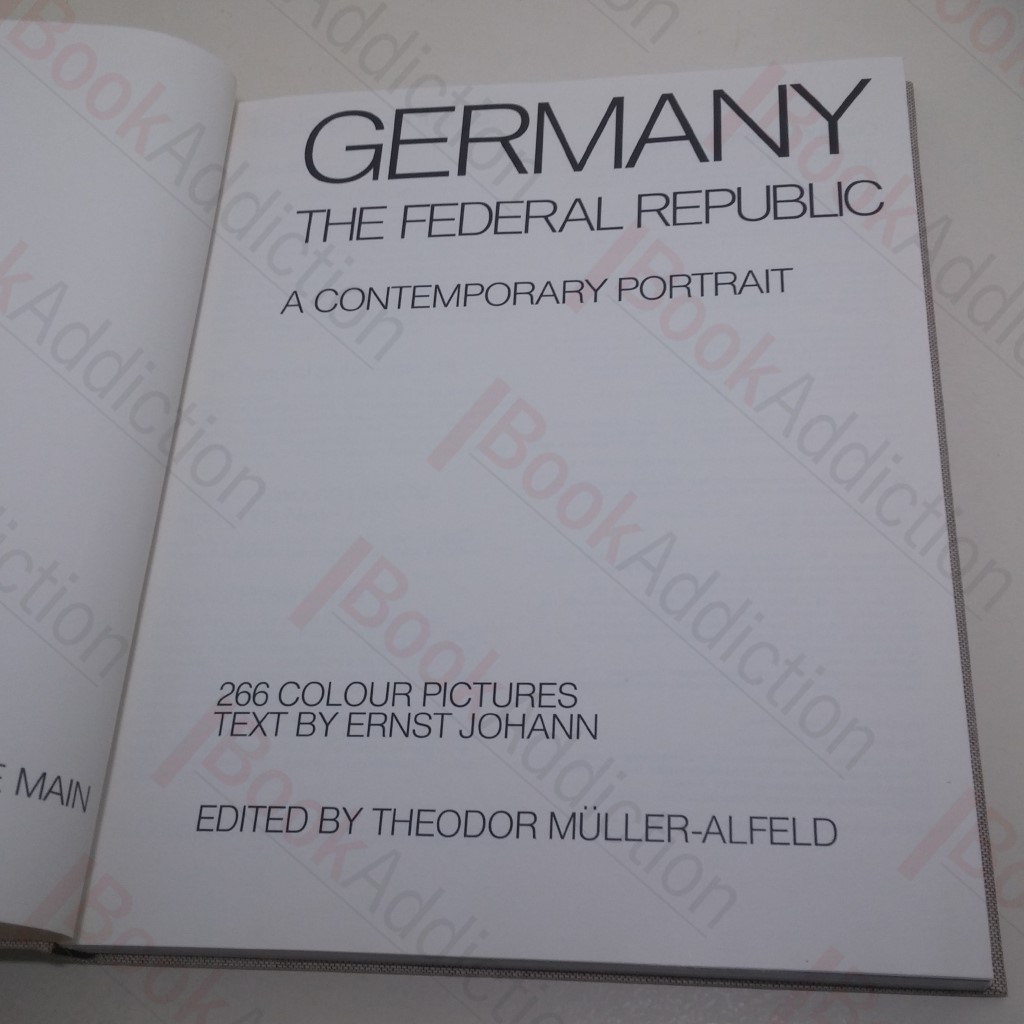 GERMANY
THE FEDERAL REPUBLIC
A CONTEMPORARY PORTRAIT
266 COLOUR PICTURES
TEXT BY ERNST JOHANN
E MAIN
EDITED BY THEODOR MÜLLER-ALFELD
BookAddiction